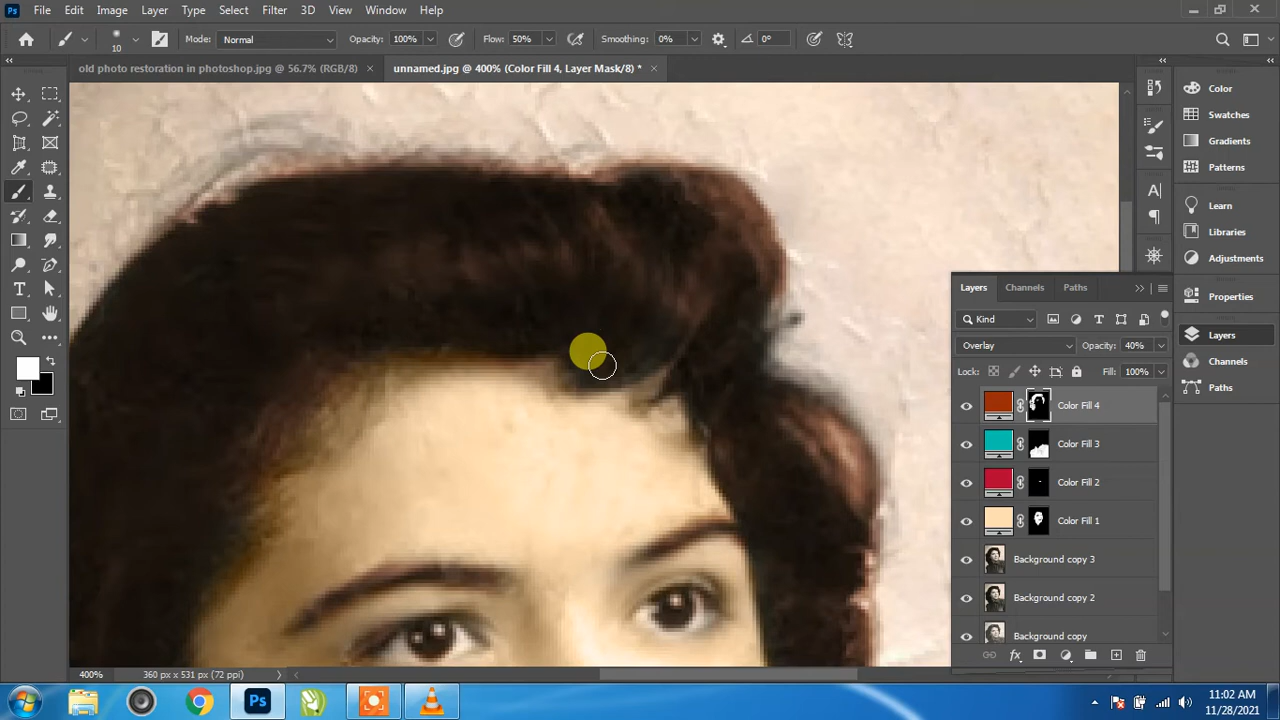 Ps File Edit Image Layer Type Select Filter 3D View Window Help
10 Mode: Normal Opacity: 100% Flow: 50% Smoothing: 0% 0°
old photo restoration in photoshop.jpg @ 56.7% (RGB/8) × unnamed.jpg @ 400% (Color Fill 4, Layer Mask/8) * ×
Color
Swatches
Gradients
Patterns
Learn
Libraries
Adjustments
Properties
Layers
Channels
Paths
Layers Channels Paths
Kind
Overlay Opacity: 40%
Lock: Fill: 100%
Color Fill 4
Color Fill 3
Color Fill 2
Color Fill 1
Background copy 3
Background copy 2
Background copy
fx
400% 360 px x 531 px (72 ppi)
Ps
11:02 AM
11/28/2021